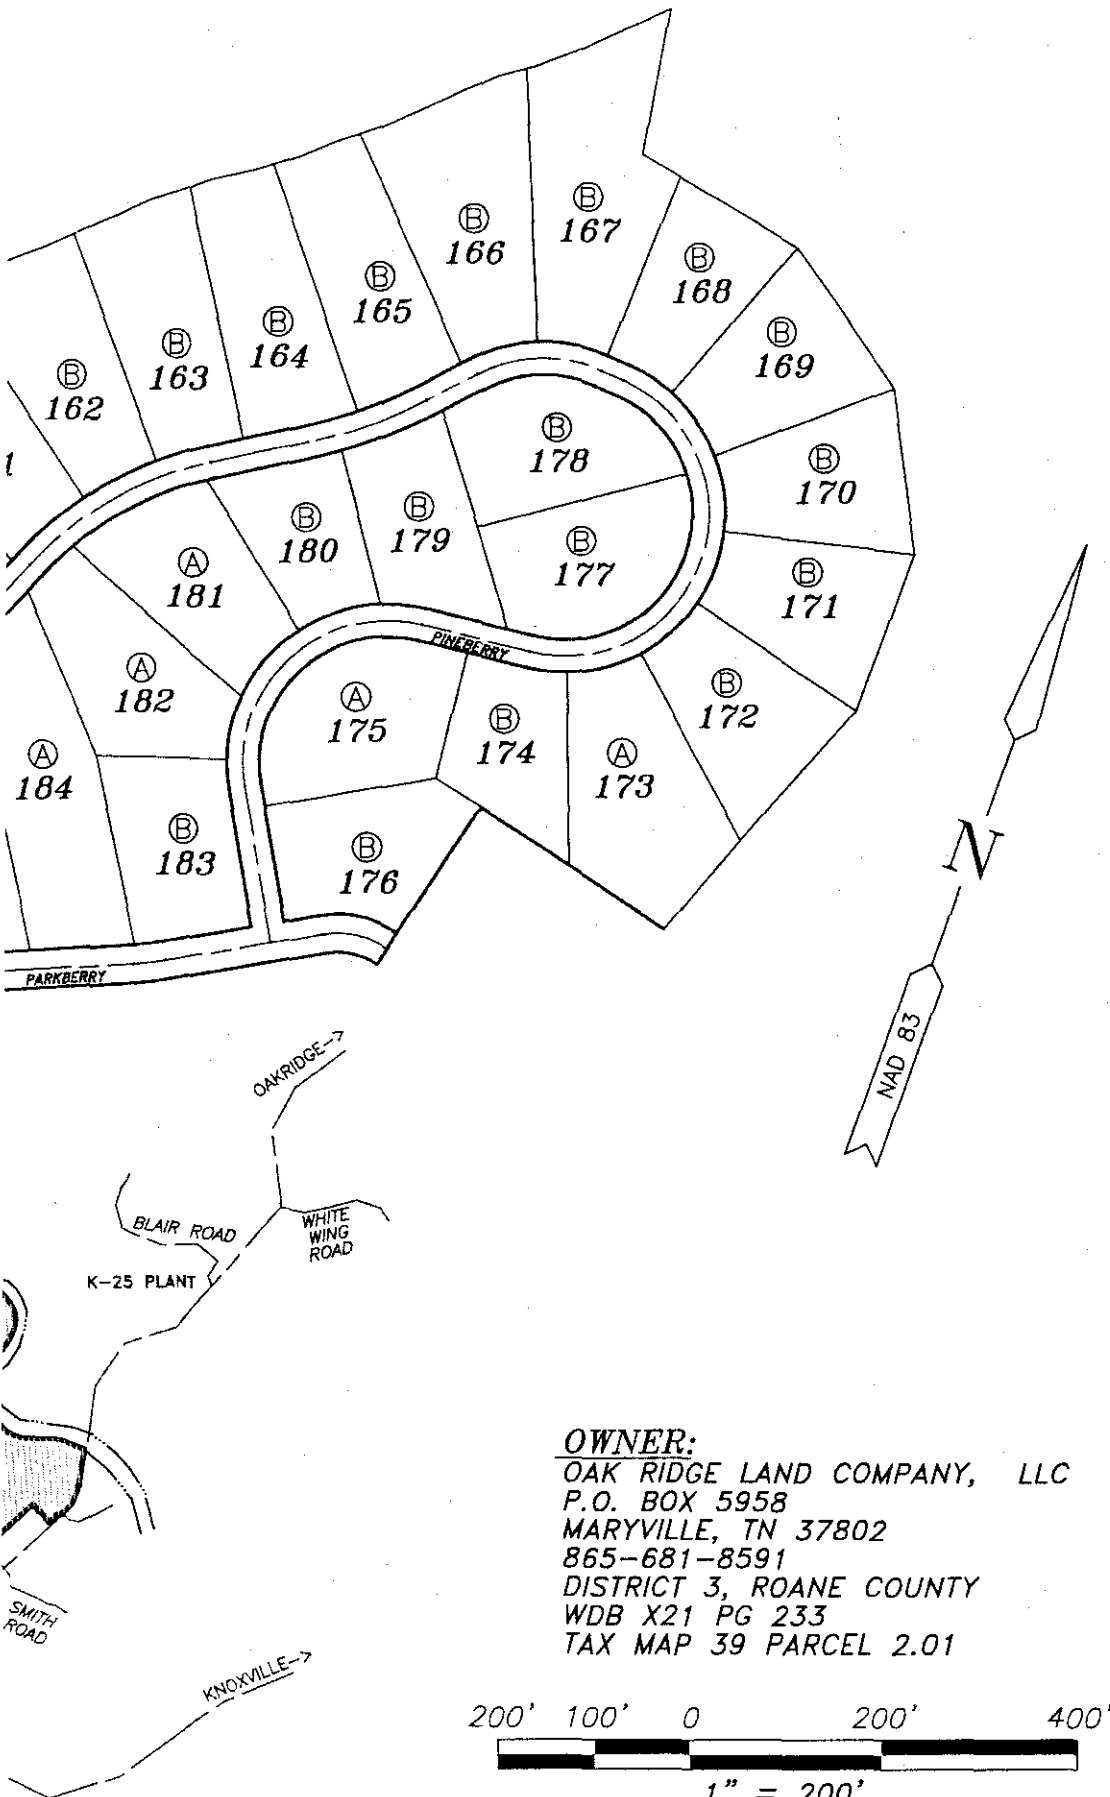 Ⓑ
167
Ⓑ
166
Ⓑ
168
Ⓑ
165
Ⓑ
164
Ⓑ
169
Ⓑ
163
Ⓑ
162
Ⓑ
178
Ⓑ
170
Ⓑ
179
Ⓑ
180
Ⓑ
177
Ⓐ
181
Ⓑ
171
PINEBERRY
Ⓐ
182
Ⓐ
175
Ⓑ
172
Ⓑ
174
Ⓐ
173
Ⓐ
184
Ⓑ
183
Ⓑ
176
PARKBERRY
N
NAD 83
OAKRIDGE->
BLAIR ROAD
WHITE
WING
ROAD
K-25 PLANT
SMITH
ROAD
KNOXVILLE->
OWNER:
OAK RIDGE LAND COMPANY, LLC
P.O. BOX 5958
MARYVILLE, TN 37802
865-681-8591
DISTRICT 3, ROANE COUNTY
WDB X21 PG 233
TAX MAP 39 PARCEL 2.01
200' 100' 0 200' 400'
1" = 200'